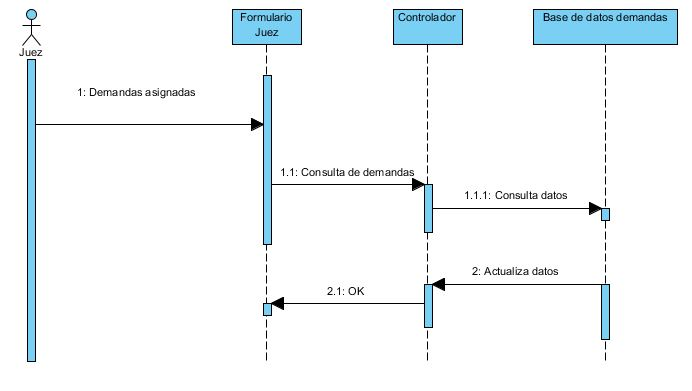 Formulario
Juez
Controlador
Base de datos demandas
Juez
1: Demandas asignadas
1.1: Consulta de demandas
1.1.1: Consulta datos
2: Actualiza datos
2.1: OK